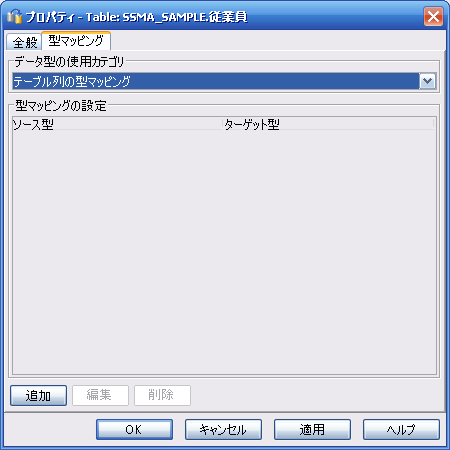 プロパティ - Table: SSMA_SAMPLE.従業員
全般 型マッピング
データ型の使用カテゴリ
テーブル列の型マッピング
型マッピングの設定
ソース型 ターゲット型
追加 編集 削除
OK キャンセル 適用 ヘルプ